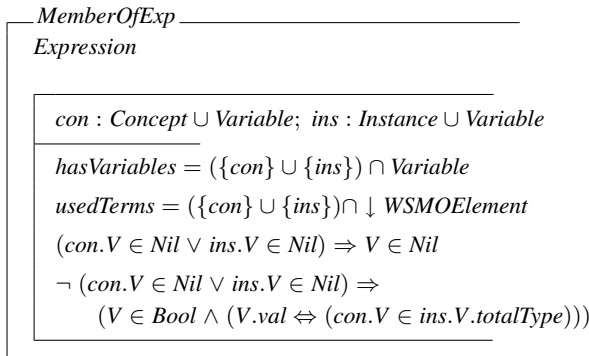 MemberOfExp
Expression
con : Concept ∪ Variable; ins : Instance ∪ Variable
hasVariables = ({con} ∪ {ins}) ∩ Variable
usedTerms = ({con} ∪ {ins})∩ ↓ WSMOElement
(con.V ∈ Nil ∨ ins.V ∈ Nil) ⇒ V ∈ Nil
¬ (con.V ∈ Nil ∨ ins.V ∈ Nil) ⇒
(V ∈ Bool ∧ (V.val ⇔ (con.V ∈ ins.V.totalType)))